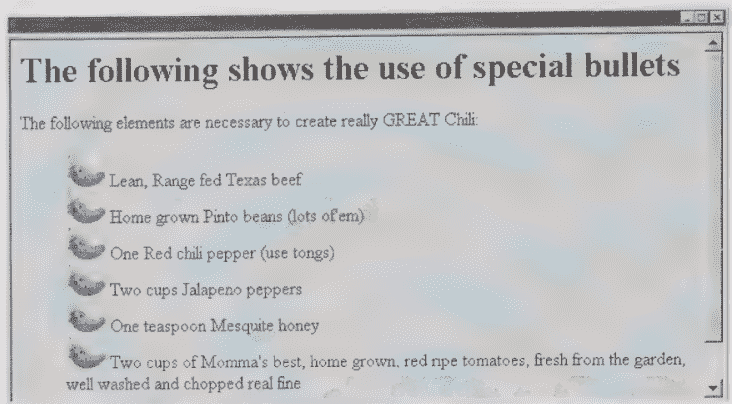 The following shows the use of special bullets
The following elements are necessary to create really GREAT Chili:
Lean, Range fed Texas beef
Home grown Pinto beans (lots of em)
One Red chili pepper (use tongs)
Two cups Jalapeno peppers
One teaspoon Mesquite honey
Two cups of Momma's best, home grown, red ripe tomatoes, fresh from the garden,
well washed and chopped real fine